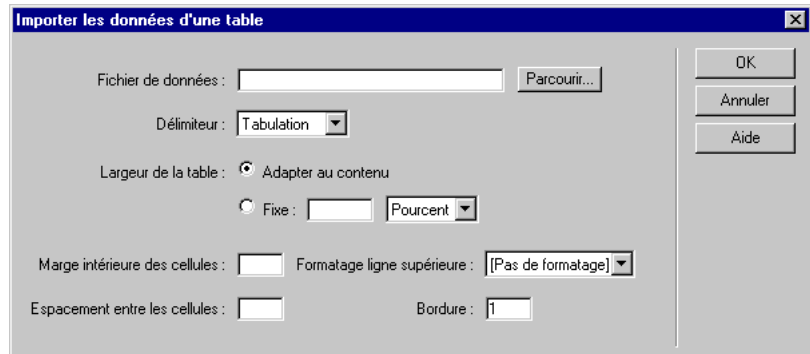 Importer les données d'une table
OK
Fichier de données : Parcourir...
Annuler
Délimiteur : Tabulation
Aide
Largeur de la table : Adapter au contenu
Fixe : Pourcent
Marge intérieure des cellules : Formatage ligne supérieure : [Pas de formatage]
Espacement entre les cellules : Bordure : 1